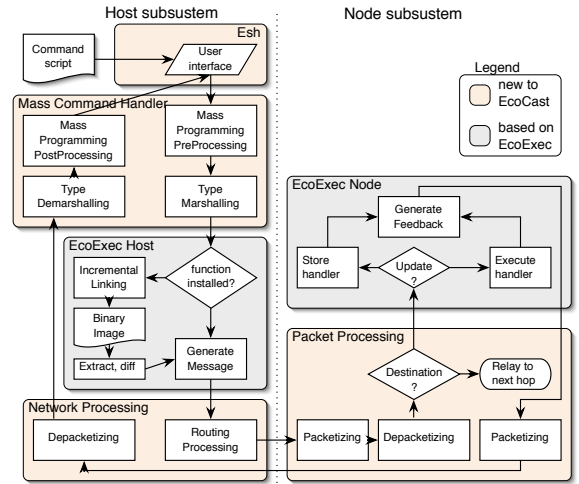 Host subsustem
Node subsustem
Esh
Command
script
User
interface
Legend
new to
EcoCast
based on
EcoExec
Mass Command Handler
Mass
Programming
PostProcessing
Mass
Programming
PreProcessing
Type
Demarshalling
Type
Marshalling
EcoExec Node
Generate
Feedback
Store
handler
Update
?
Execute
handler
EcoExec Host
Incremental
Linking
function
installed?
Binary
Image
Extract, diff
Generate
Message
Packet Processing
Destination
?
Relay to
next hop
Network Processing
Depacketizing
Routing
Processing
Packetizing
Depacketizing
Packetizing